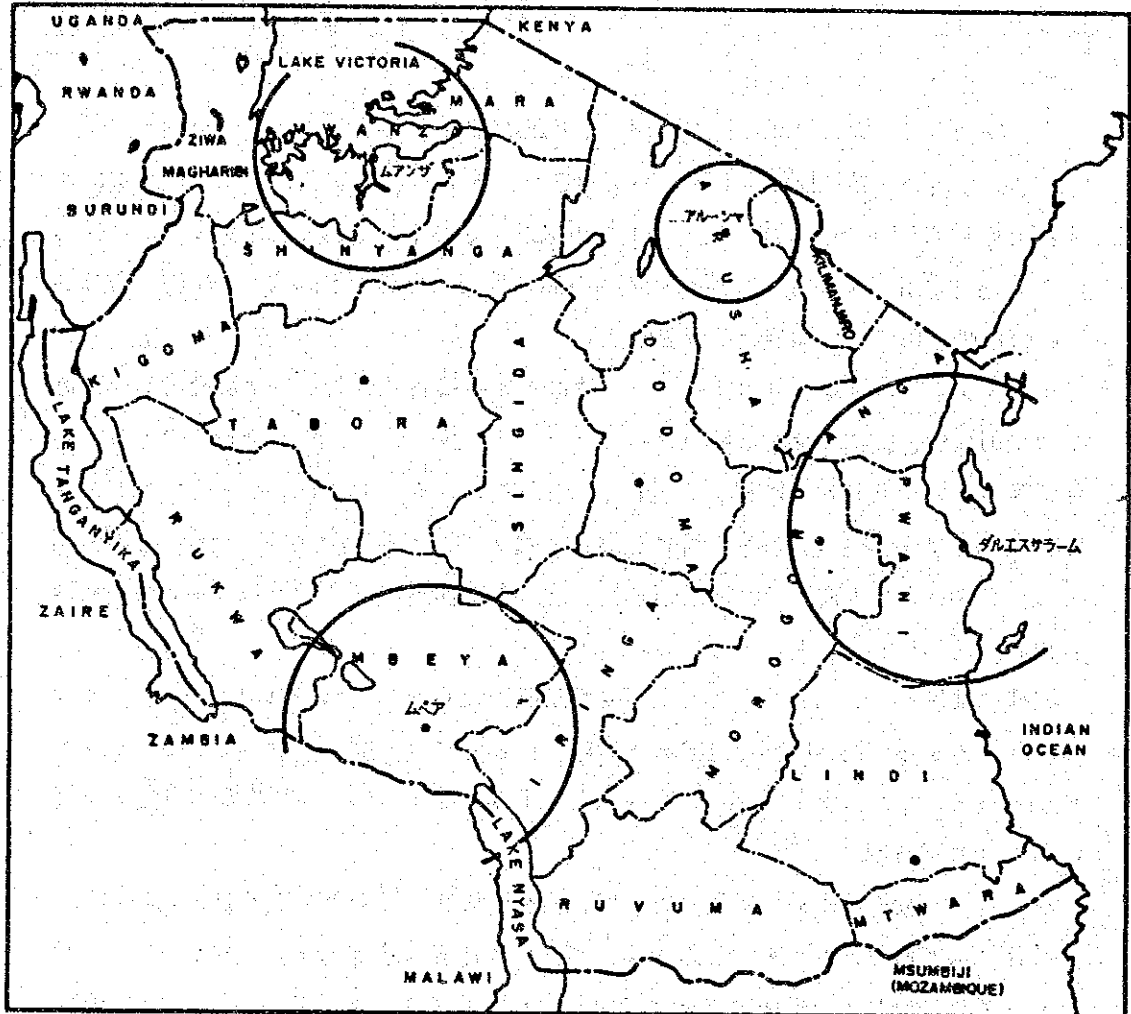 UGANDA
KENYA
LAKE VICTORIA
RWANDA
MARA
MWANZA
ZIWA
MAGHARIBI
ムアンザ
BURUNDI
アルーシャ
ARUSHA
SHINYANGA
KILIMANJARO
KIGOMA
TABORA
SINGIDA
DODOMA
TANGA
LAKE TANGANYIKA
RUKWA
PWANI
MOROGORO
ダルエスサラーム
ZAIRE
MBEYA
ムベア
IRINGA
ZAMBIA
INDIAN
OCEAN
LINDI
LAKE NYASA
RUVUMA
MTWARA
MALAWI
MSUMBIJI
(MOZAMBIQUE)